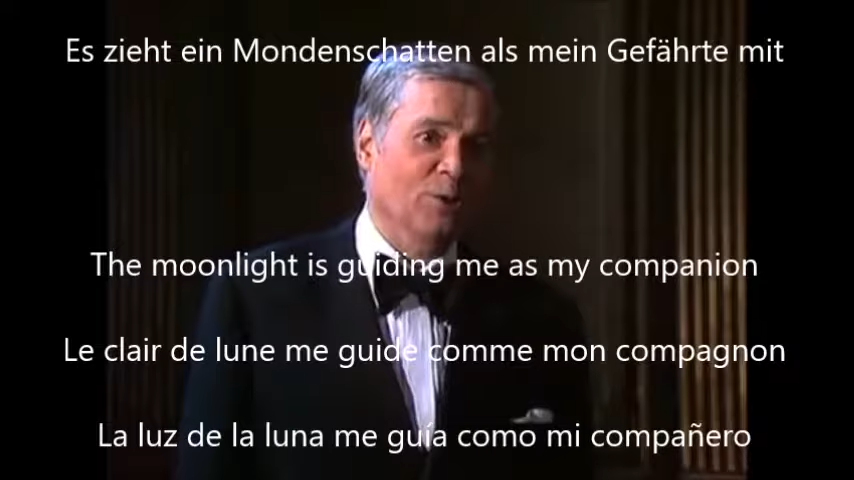 Es zieht ein Mondenschatten als mein Gefährte mit
The moonlight is guiding me as my companion
Le clair de lune me guide comme mon compagnon
La luz de la luna me guía como mi compañero